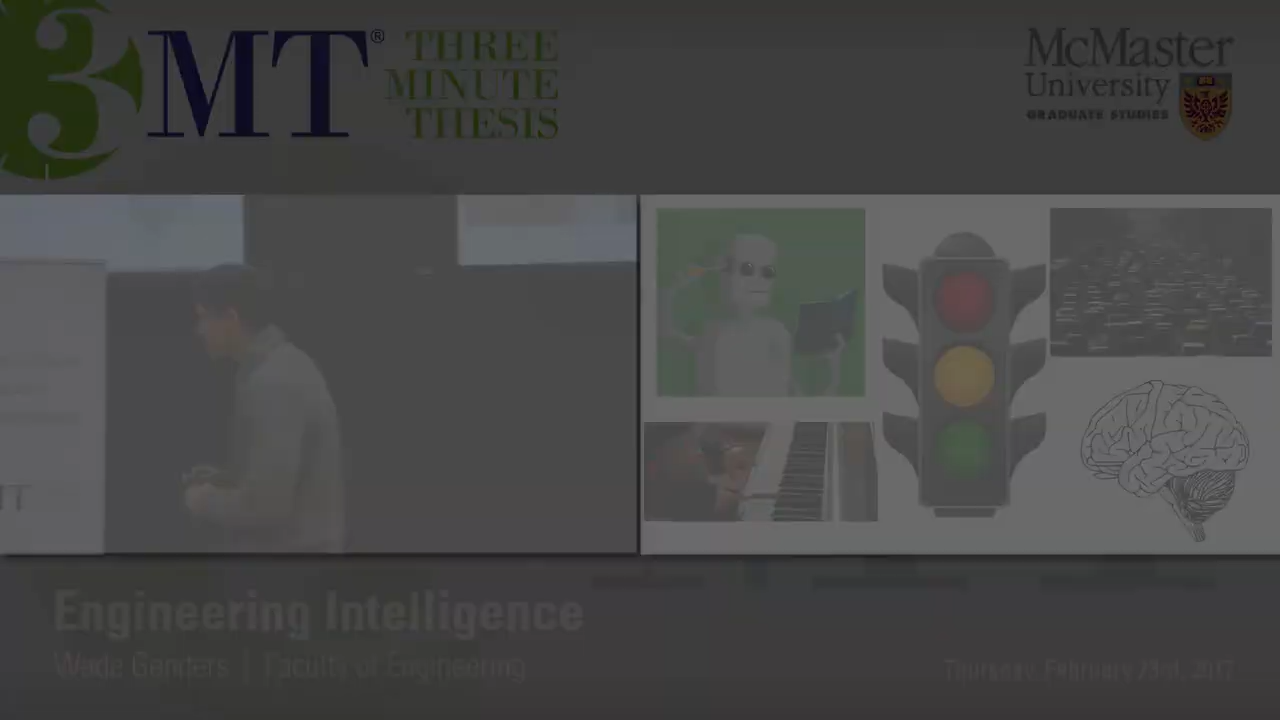 3MT® THREE
MINUTE
THESIS
McMaster
University
GRADUATE STUDIES
Engineering Intelligence
Wade Genders | Faculty of Engineering
Thursday, February 23rd, 2017